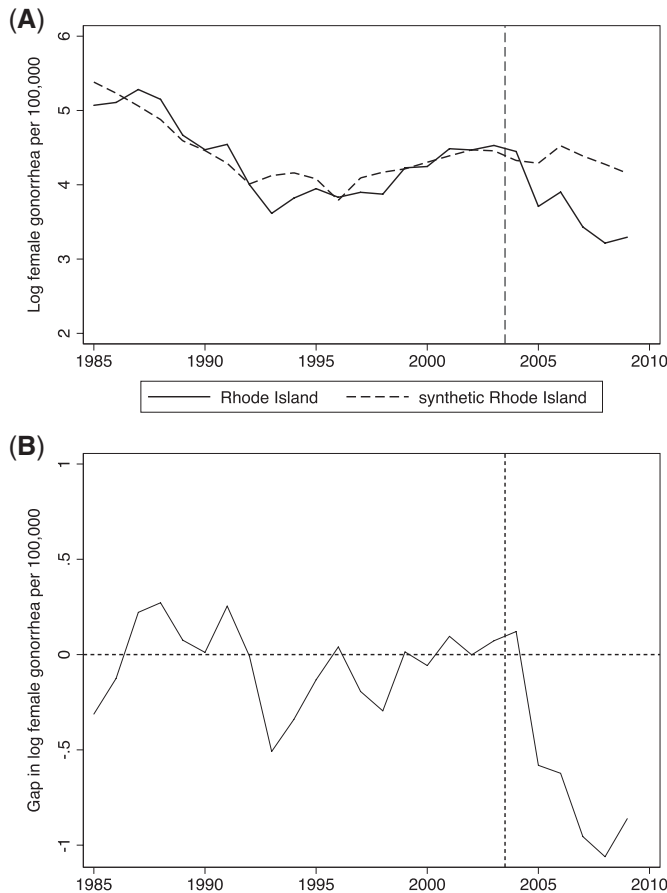 (A)
Log female gonorrhea per 100,000
6
5
4
3
2
1985 1990 1995 2000 2005 2010
Rhode Island synthetic Rhode Island
(B)
Gap in log female gonorrhea per 100,000
1
.5
0
-.5
-1
1985 1990 1995 2000 2005 2010